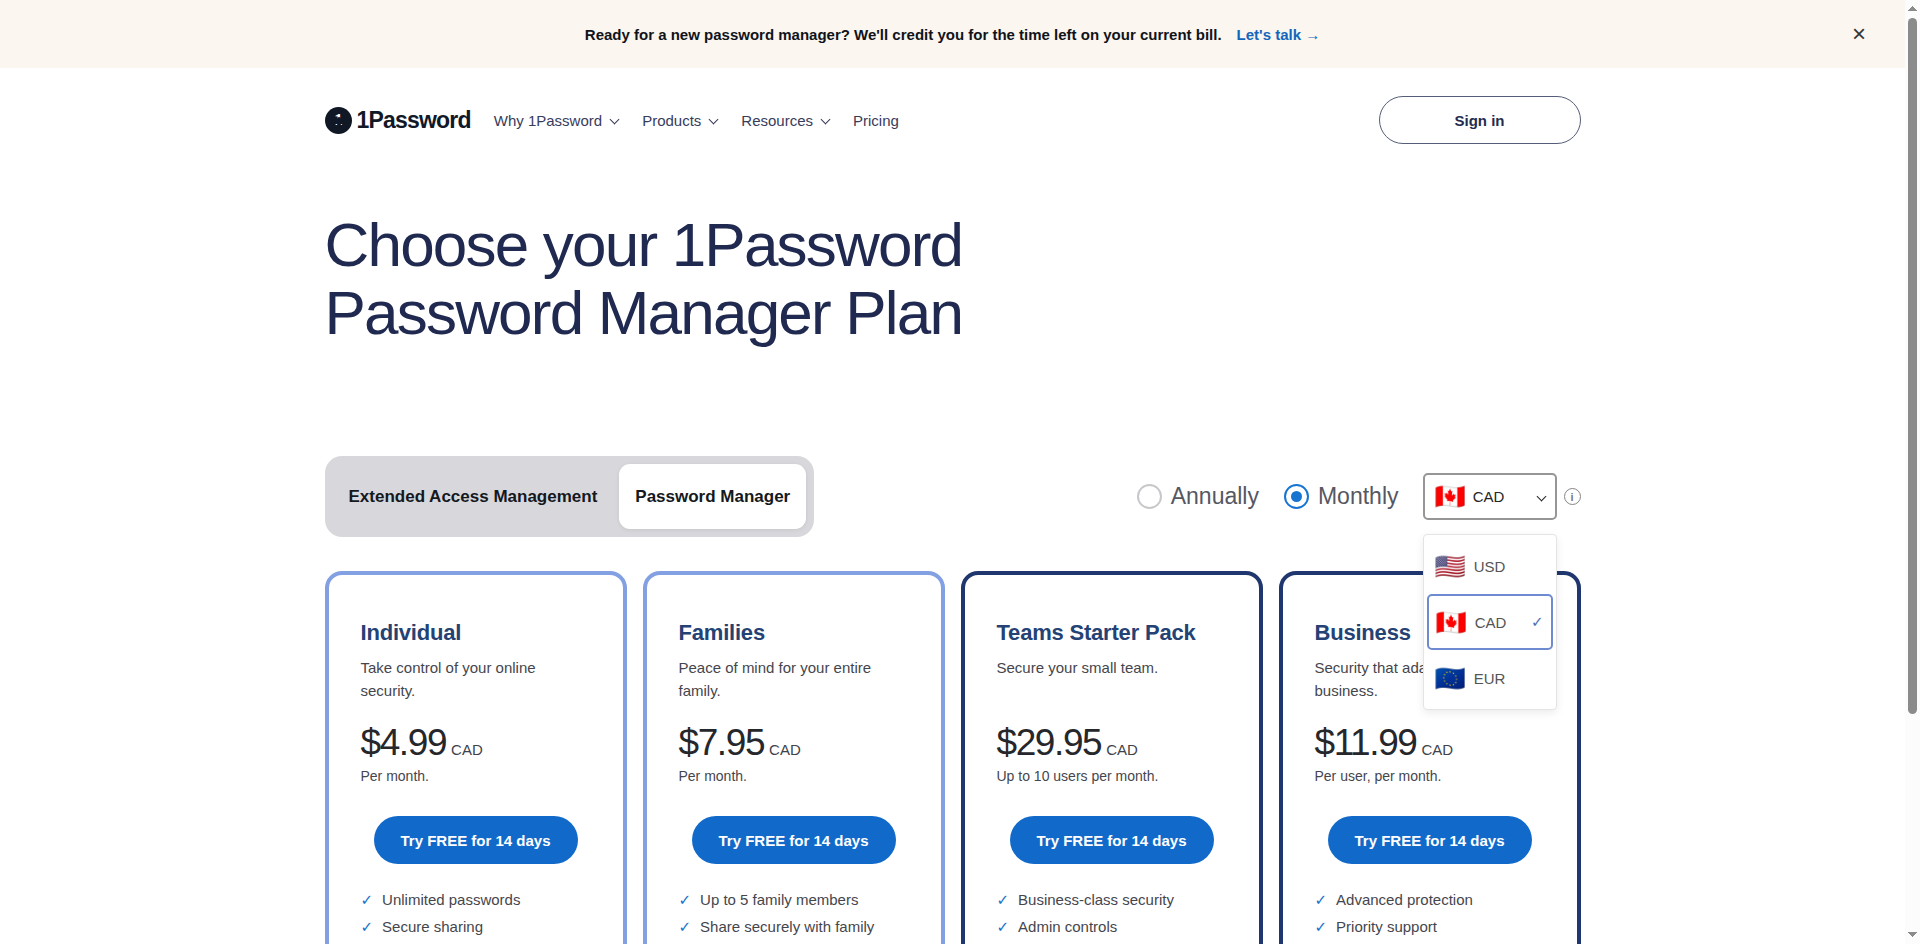 Ready for a new password manager? We'll credit you for the time left on your current bill. Let's talk →
1Password Why 1Password Products Resources Pricing Sign in
Choose your 1Password
Password Manager Plan
Extended Access Management Password Manager
Annually Monthly CAD
USD
CAD ✓
EUR
Individual
Take control of your online
security.
$4.99 CAD
Per month.
Try FREE for 14 days
✓ Unlimited passwords
✓ Secure sharing
Families
Peace of mind for your entire
family.
$7.95 CAD
Per month.
Try FREE for 14 days
✓ Up to 5 family members
✓ Share securely with family
Teams Starter Pack
Secure your small team.
$29.95 CAD
Up to 10 users per month.
Try FREE for 14 days
✓ Business-class security
✓ Admin controls
Business
Security that
business.
$11.99 CAD
Per user, per month.
Try FREE for 14 days
✓ Advanced protection
✓ Priority support